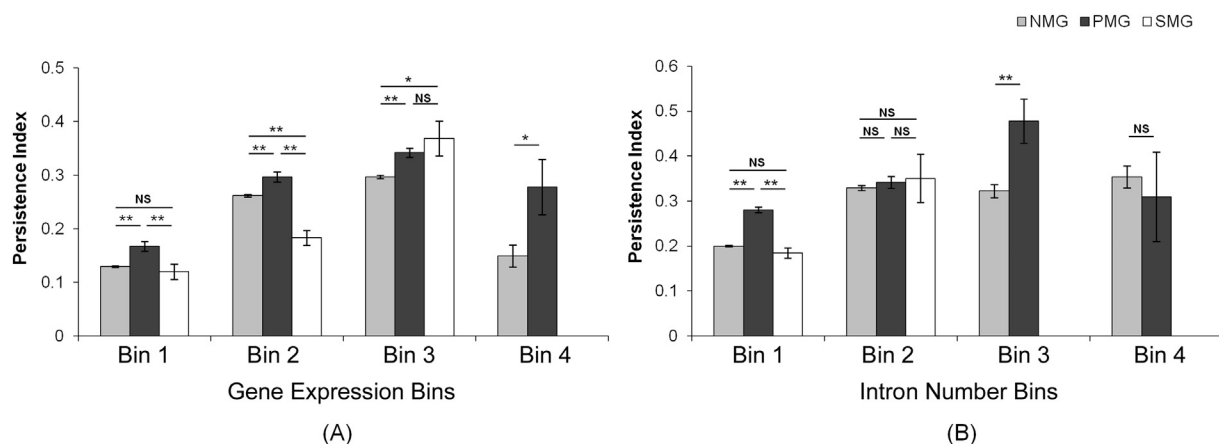 NMG PMG SMG
Persistence Index
0.5
0.4
0.3
0.2
0.1
0
NS
** **
**
** **
*
** NS
*
Bin 1 Bin 2 Bin 3 Bin 4
Gene Expression Bins
(A)
Persistence Index
0.6
0.5
0.4
0.3
0.2
0.1
0
NS
** **
NS
NS NS
**
NS
Bin 1 Bin 2 Bin 3 Bin 4
Intron Number Bins
(B)